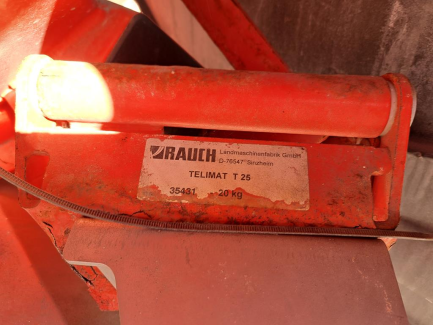 RAUCH
Landmaschinenfabrik GmbH
D-76547 Sinzheim
TELIMAT T 25
35431 20 kg